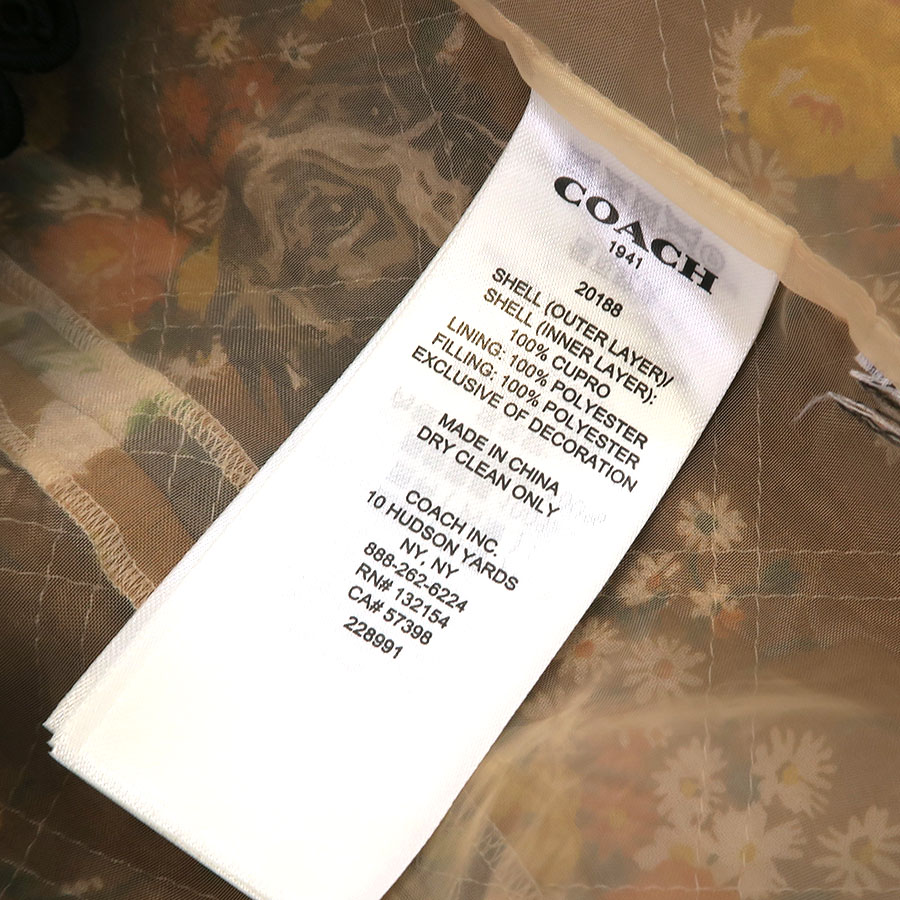 COACH
1941
20188
SHELL (OUTER LAYER)/
SHELL (INNER LAYER):
100% CUPRO
LINING: 100% POLYESTER
FILLING: 100% POLYESTER
EXCLUSIVE OF DECORATION
MADE IN CHINA
DRY CLEAN ONLY
COACH INC.
10 HUDSON YARDS
NY, NY
888-262-6224
RN# 132154
CA# 57398
228991